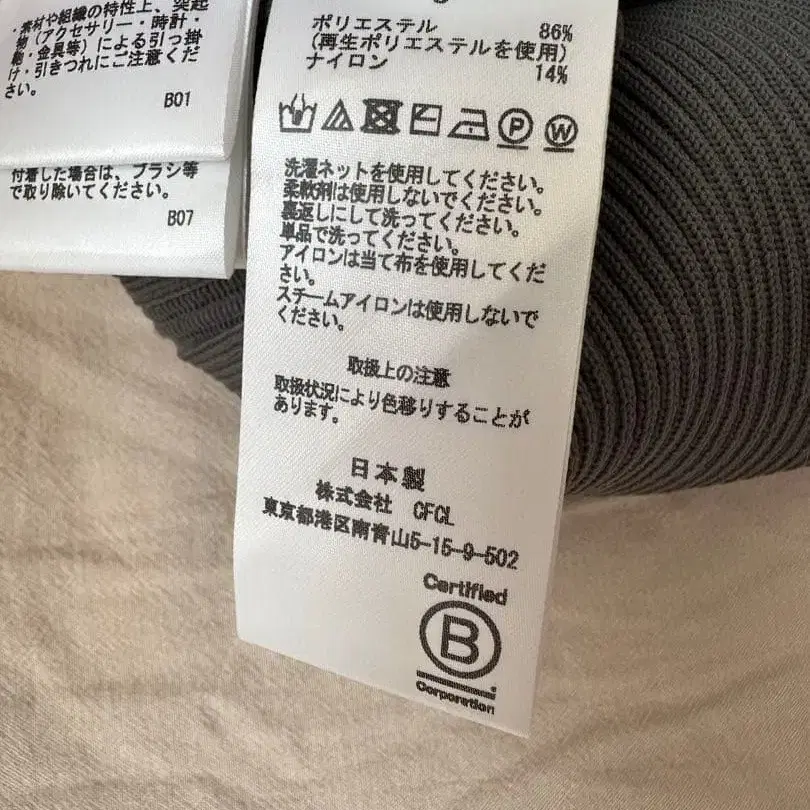 ・素材や組織の特性上、突起
物(アクセサリー・時計・
鞄・金具等)による引っ掛
け・引きつれにご注意くだ
さい。
B01
付着した場合は、ブラシ等
で取り除いてください。
B07
ポリエステル 86%
(再生ポリエステルを使用)
ナイロン 14%
P
W
洗濯ネットを使用してください。
柔軟剤は使用しないでください。
裏返しにして洗ってください。
単品で洗ってください。
アイロンは当て布を使用してくだ
さい。
スチームアイロンは使用しないで
ください。
取扱上の注意
取扱状況により色移りすることが
あります。
日本製
株式会社 CFCL
東京都港区南青山5-15-9-502
Certified
B
Corporation